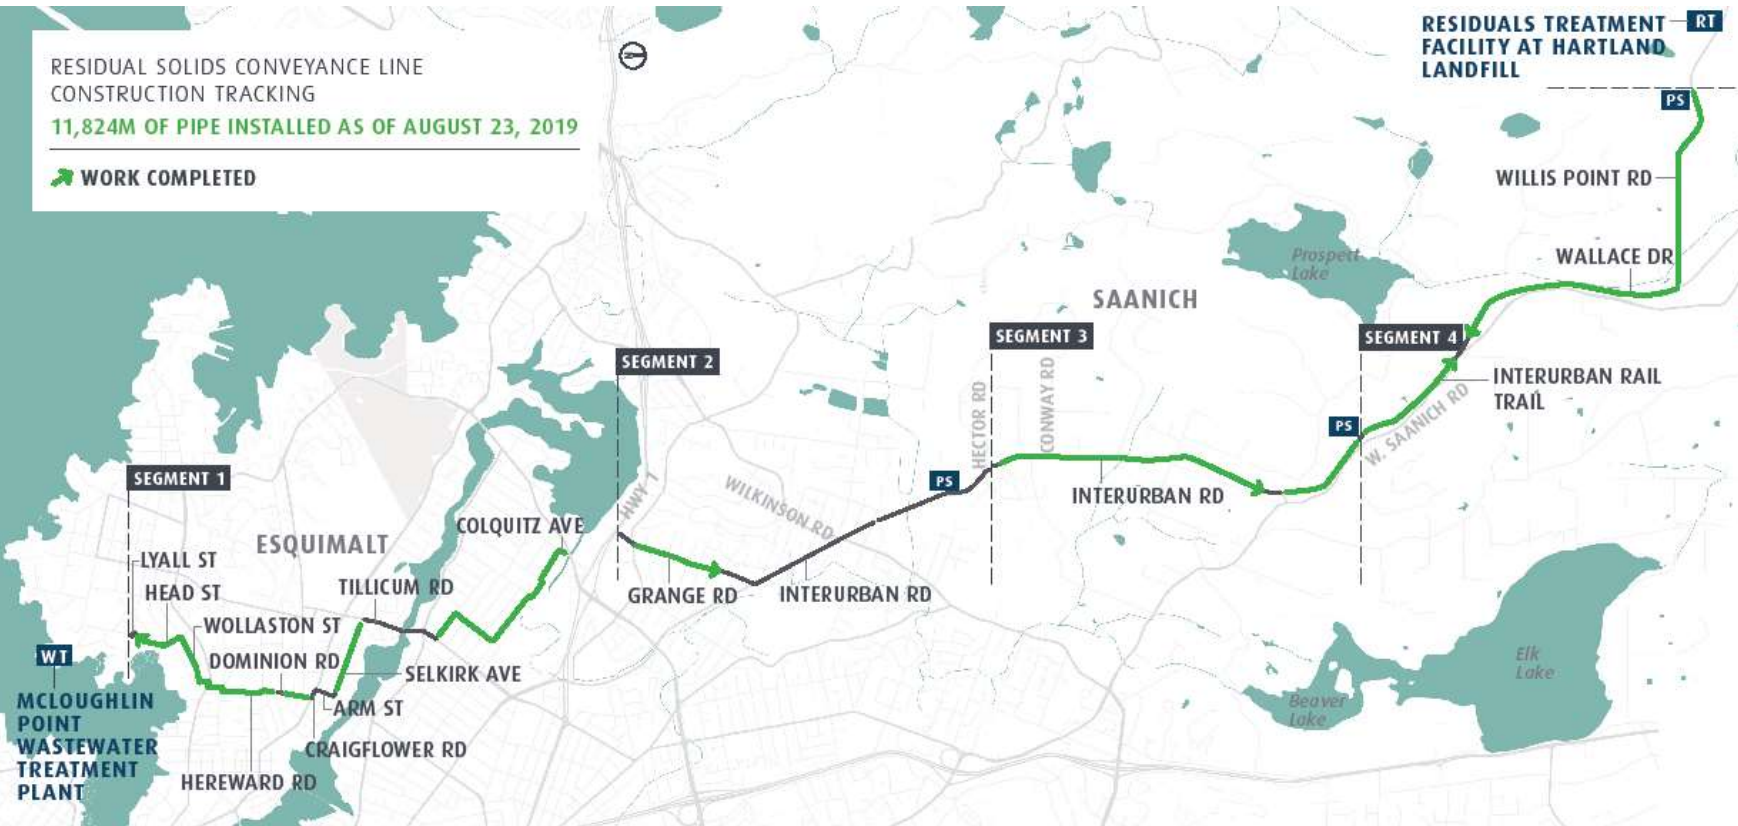 RESIDUAL SOLIDS CONVEYANCE LINE
CONSTRUCTION TRACKING
11,824M OF PIPE INSTALLED AS OF AUGUST 23, 2019
WORK COMPLETED
RESIDUALS TREATMENT
FACILITY AT HARTLAND
LANDFILL
RT
PS
WILLIS POINT RD
WALLACE DR
Prospect
Lake
SAANICH
SEGMENT 3
SEGMENT 4
SEGMENT 2
INTERURBAN RAIL
TRAIL
W. SAANICH RD
PS
HECTOR RD
CONWAY RD
PS
INTERURBAN RD
WILKINSON RD
HWY 1
SEGMENT 1
COLQUITZ AVE
ESQUIMALT
LYALL ST
HEAD ST
TILLICUM RD
GRANGE RD
INTERURBAN RD
WOLLASTON ST
DOMINION RD
SELKIRK AVE
WT
MCLOUGHLIN
POINT
WASTEWATER
TREATMENT
PLANT
ARM ST
CRAIGFLOWER RD
HEREWARD RD
Elk
Lake
Beaver
Lake